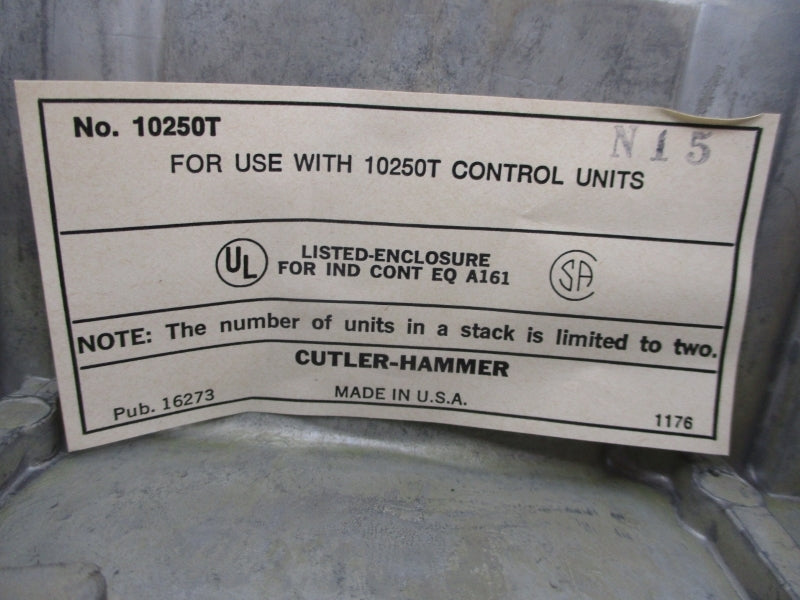 No. 10250T
N15
FOR USE WITH 10250T CONTROL UNITS
UL
LISTED-ENCLOSURE
FOR IND CONT EQ A161
CSA
NOTE: The number of units in a stack is limited to two.
CUTLER-HAMMER
MADE IN U.S.A.
Pub. 16273
1176